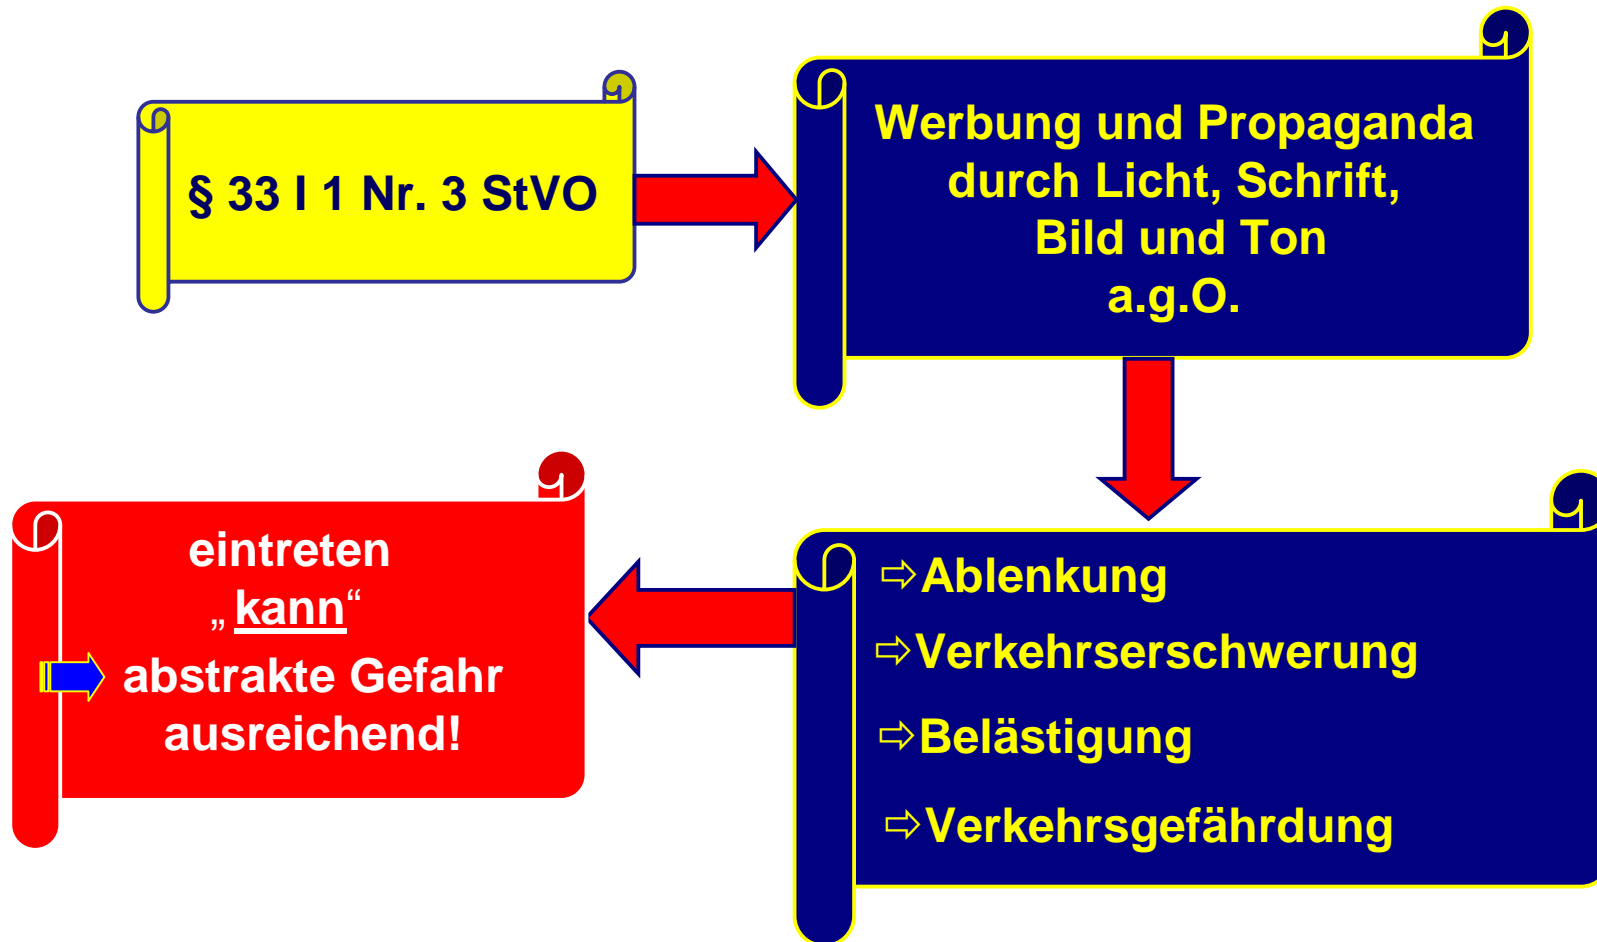 § 33 I 1 Nr. 3 StVO
Werbung und Propaganda
durch Licht, Schrift,
Bild und Ton
a.g.O.
⇨Ablenkung
⇨Verkehrserschwerung
⇨Belästigung
⇨Verkehrsgefährdung
eintreten
„kann“
abstrakte Gefahr
ausreichend!